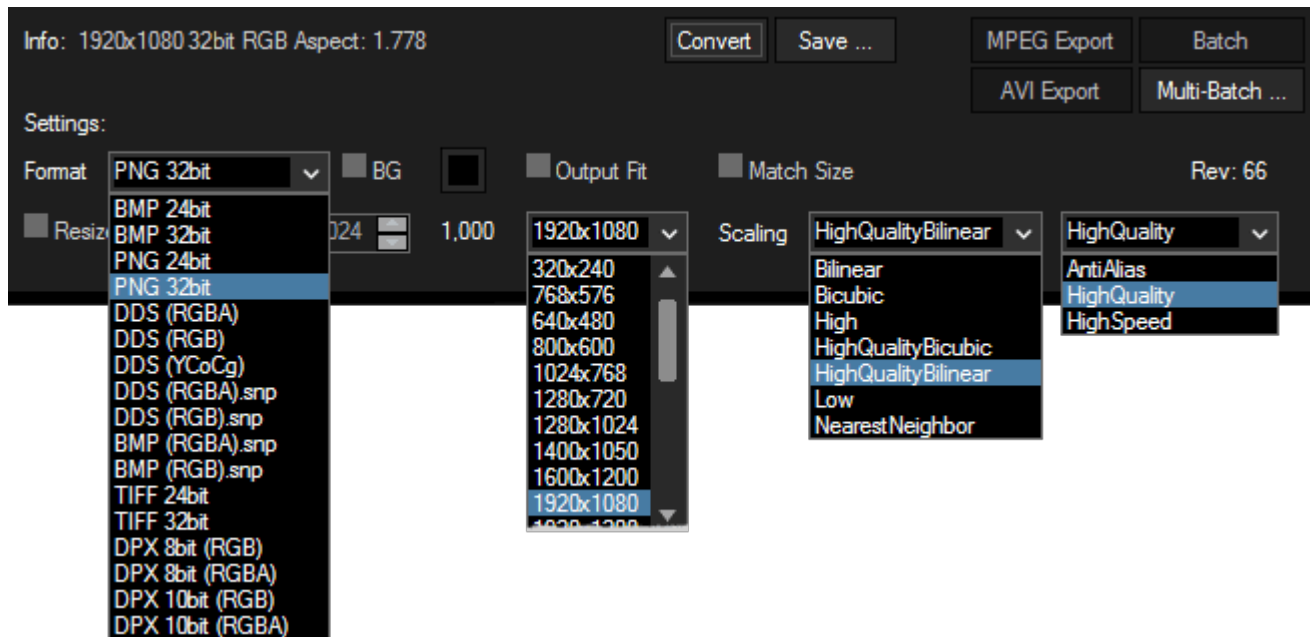 Info: 1920x1080 32bit RGB Aspect: 1.778 Convert Save ... MPEG Export Batch
AVI Export Multi-Batch ...
Settings:
Format PNG 32bit BG Output Fit Match Size Rev: 66
024 1,000 1920x1080 Scaling HighQualityBilinear HighQuality
BMP 24bit
BMP 32bit
PNG 24bit
PNG 32bit
DDS (RGBA)
DDS (RGB)
DDS (YCoCg)
DDS (RGBA).snp
DDS (RGB).snp
BMP (RGBA).snp
BMP (RGB).snp
TIFF 24bit
TIFF 32bit
DPX 8bit (RGB)
DPX 8bit (RGBA)
DPX 10bit (RGB)
DPX 10bit (RGBA)
320x240
768x576
640x480
800x600
1024x768
1280x720
1280x1024
1400x1050
1600x1200
1920x1080
Bilinear
Bicubic
High
HighQualityBicubic
HighQualityBilinear
Low
NearestNeighbor
AntiAlias
HighQuality
HighSpeed